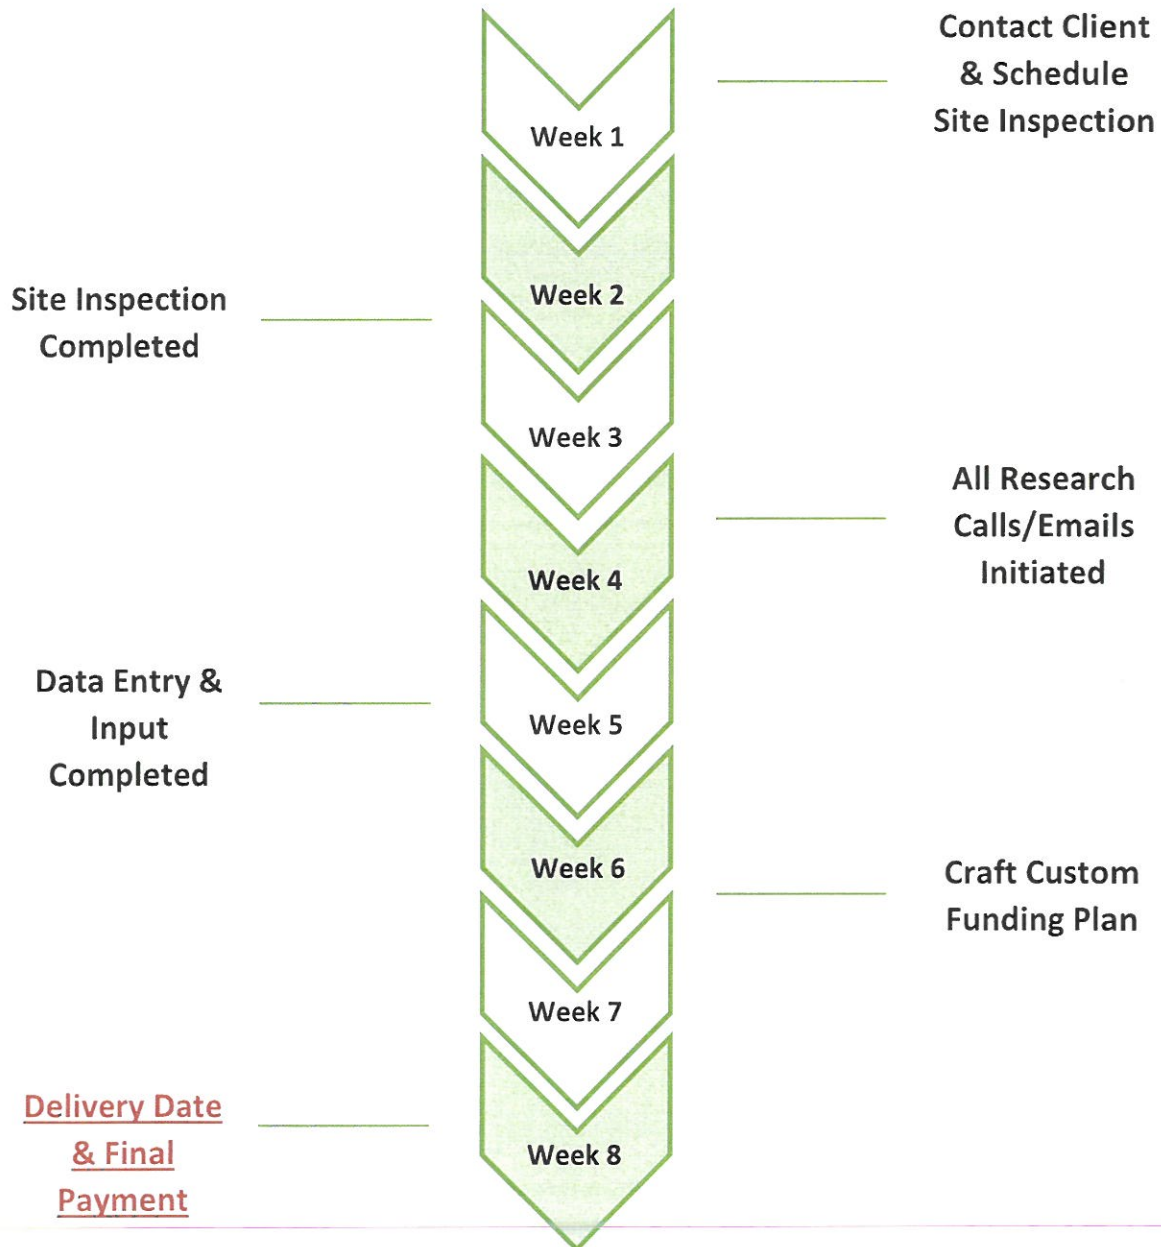 Contact Client
& Schedule
Site Inspection
Week 1
Week 2
Site Inspection
Completed
Week 3
All Research
Calls/Emails
Initiated
Week 4
Data Entry &
Input
Completed
Week 5
Week 6
Craft Custom
Funding Plan
Week 7
Delivery Date
& Final
Payment
Week 8